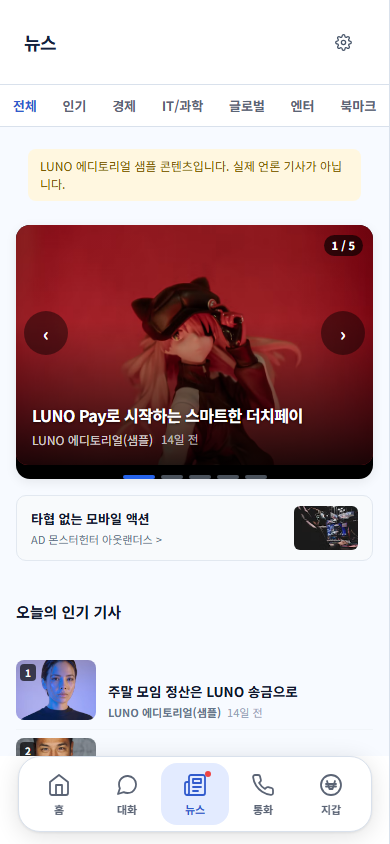 뉴스
전체 인기 경제 IT/과학 글로벌 엔터 북마크
LUNO 에디토리얼 샘플 콘텐츠입니다. 실제 언론 기사가 아닙
니다.
1 / 5
‹ ›
LUNO Pay로 시작하는 스마트한 더치페이
LUNO 에디토리얼(샘플) 14일 전
타협 없는 모바일 액션
AD 몬스터헌터 아웃랜더스 >
오늘의 인기 기사
1
주말 모임 정산은 LUNO 송금으로
LUNO 에디토리얼(샘플) 14일 전
2
홈 대화 뉴스 통화 지갑